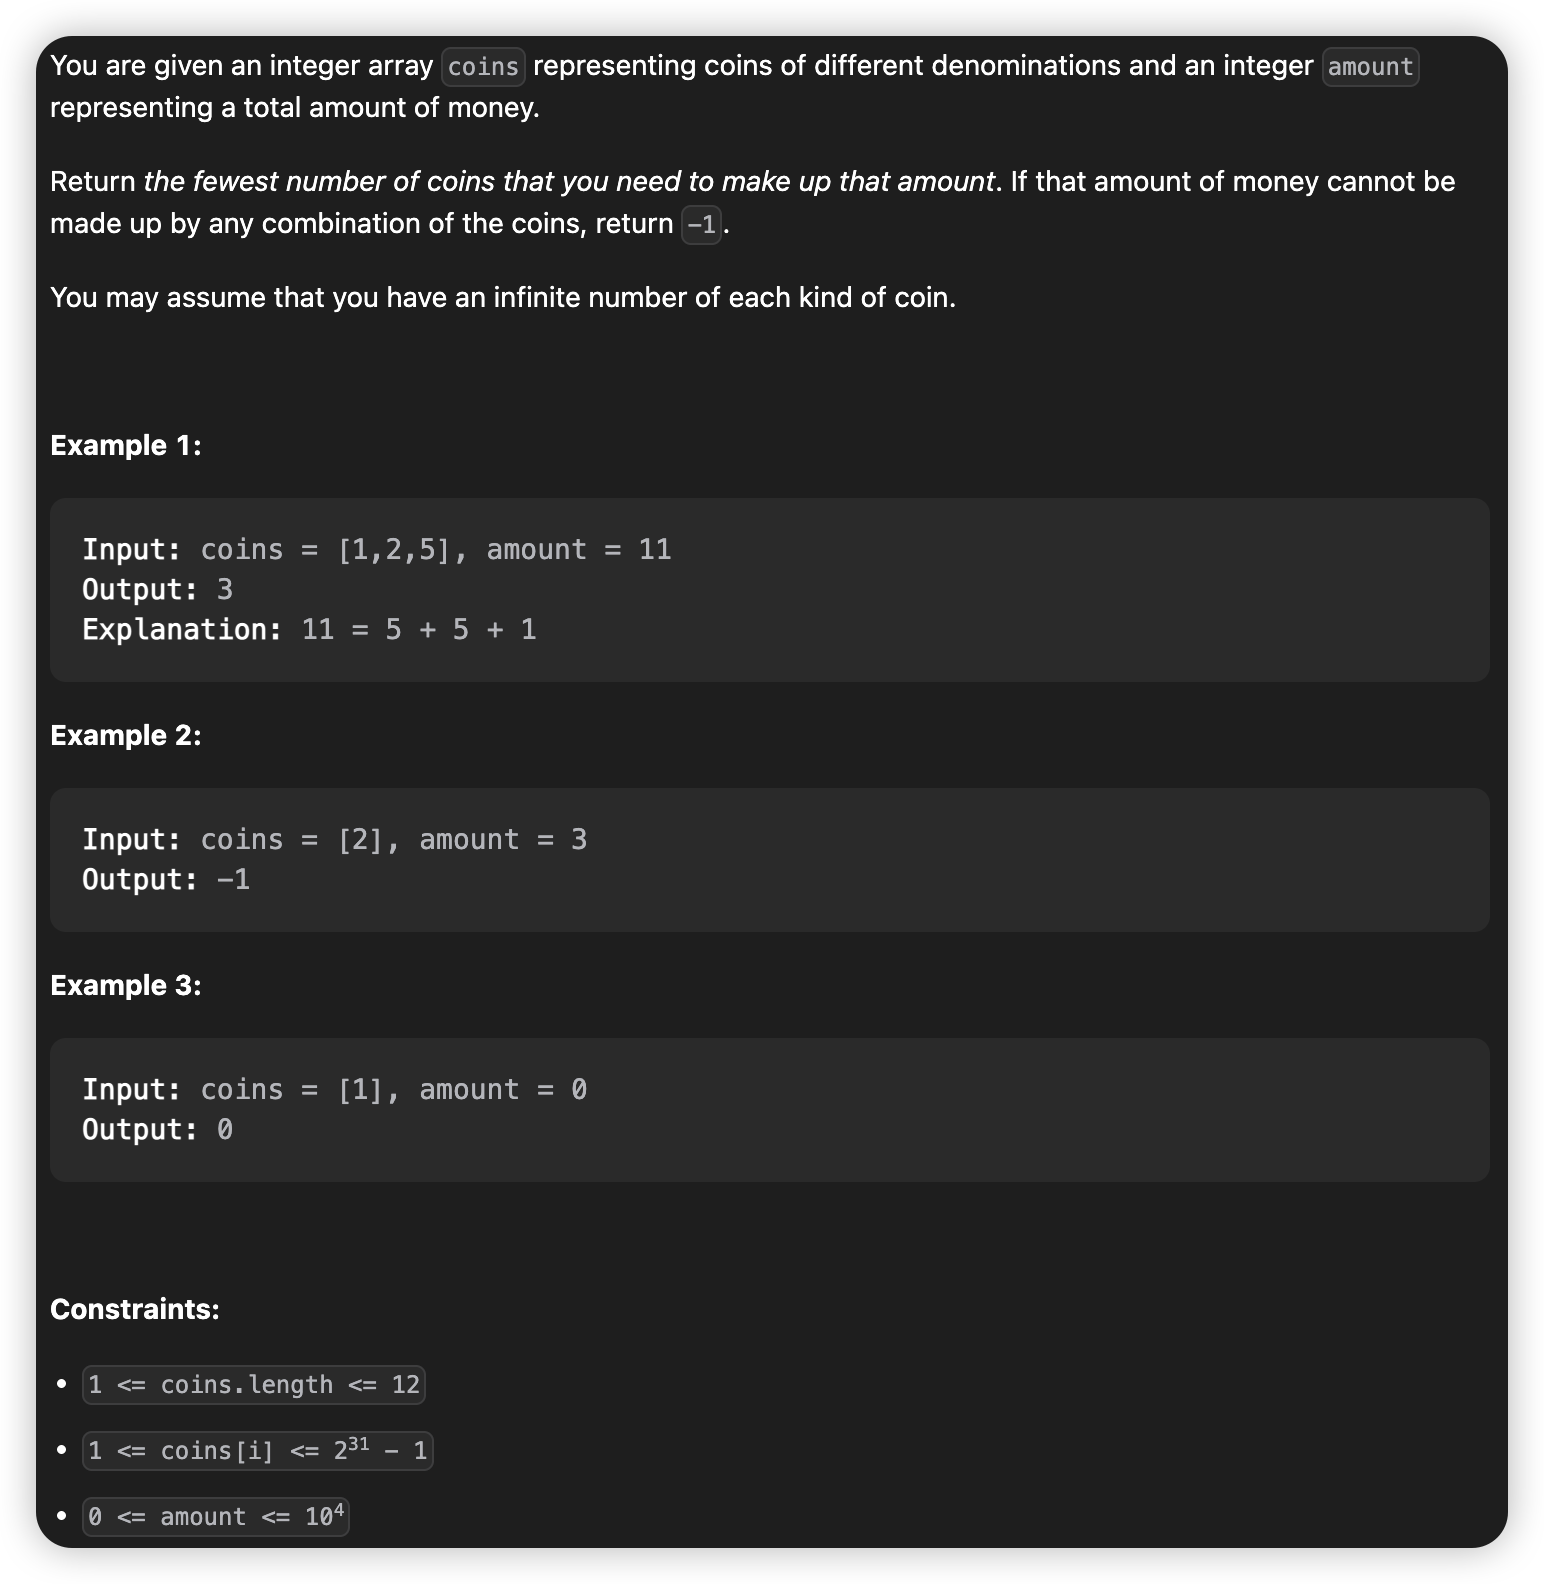 You are given an integer array coins representing coins of different denominations and an integer amount
representing a total amount of money.
Return the fewest number of coins that you need to make up that amount. If that amount of money cannot be
made up by any combination of the coins, return -1.
You may assume that you have an infinite number of each kind of coin.
Example 1:
Input: coins = [1,2,5], amount = 11
Output: 3
Explanation: 11 = 5 + 5 + 1
Example 2:
Input: coins = [2], amount = 3
Output: -1
Example 3:
Input: coins = [1], amount = 0
Output: 0
Constraints:
• 1 <= coins.length <= 12
• 1 <= coins[i] <= 2³¹ - 1
• 0 <= amount <= 10⁴